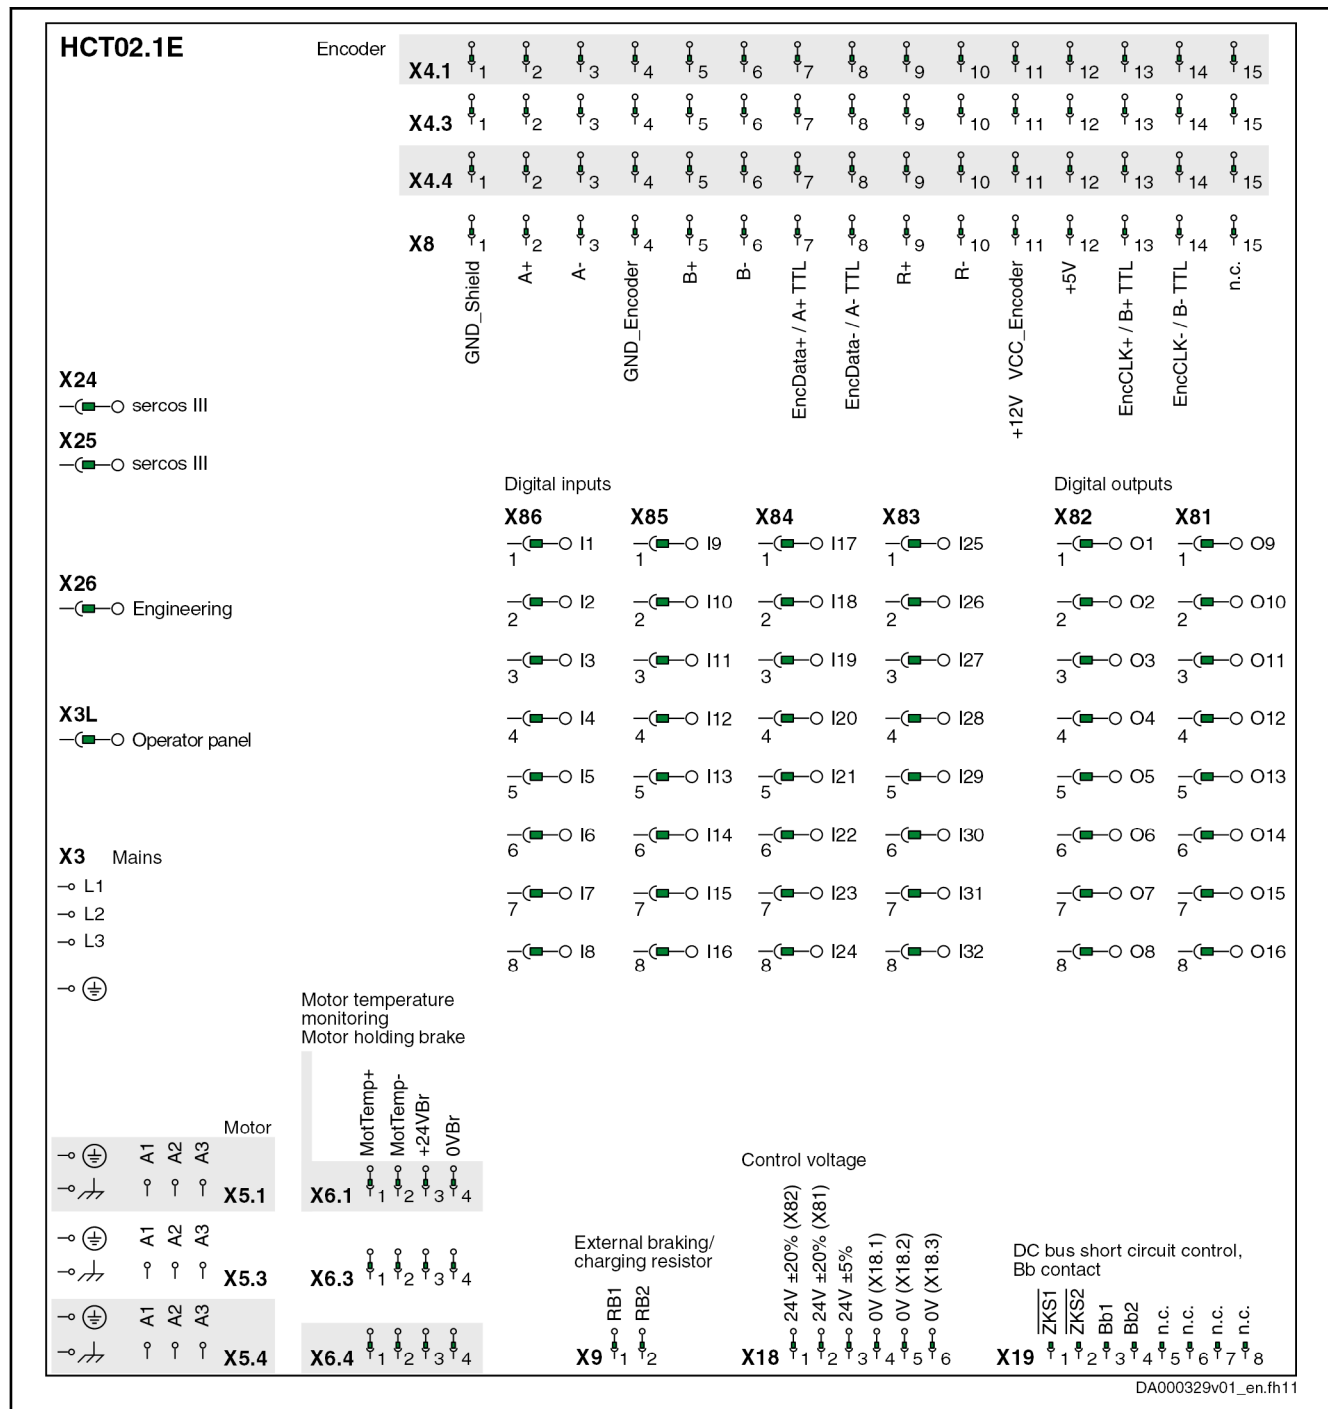 HCT02.1E
Encoder
X4.1 1 2 3 4 5 6 7 8 9 10 11 12 13 14 15
X4.3 1 2 3 4 5 6 7 8 9 10 11 12 13 14 15
X4.4 1 2 3 4 5 6 7 8 9 10 11 12 13 14 15
X8 1 2 3 4 5 6 7 8 9 10 11 12 13 14 15
GND_Shield
A+
A-
GND_Encoder
B+
B-
EncData+ / A+ TTL
EncData- / A- TTL
R+
R-
+12V VCC_Encoder
+5V
EncCLK+ / B+ TTL
EncCLK- / B- TTL
n.c.
X24
sercos III
X25
sercos III
X26
Engineering
X3L
Operator panel
Digital inputs
X86 X85 X84 X83
1 I1 1 I9 1 I17 1 I25
2 I2 2 I10 2 I18 2 I26
3 I3 3 I11 3 I19 3 I27
4 I4 4 I12 4 I20 4 I28
5 I5 5 I13 5 I21 5 I29
6 I6 6 I14 6 I22 6 I30
7 I7 7 I15 7 I23 7 I31
8 I8 8 I16 8 I24 8 I32
Digital outputs
X82 X81
1 O1 1 O9
2 O2 2 O10
3 O3 3 O11
4 O4 4 O12
5 O5 5 O13
6 O6 6 O14
7 O7 7 O15
8 O8 8 O16
X3 Mains
L1
L2
L3
Motor
A1 A2 A3
X5.1
A1 A2 A3
X5.3
A1 A2 A3
X5.4
Motor temperature
monitoring
Motor holding brake
MotTemp+
MotTemp-
+24VBr
0VBr
X6.1 1 2 3 4
X6.3 1 2 3 4
X6.4 1 2 3 4
External braking/
charging resistor
RB1
RB2
X9 1 2
Control voltage
24V ±20% (X82)
24V ±20% (X81)
24V ±5%
0V (X18.1)
0V (X18.2)
0V (X18.3)
X18 1 2 3 4 5 6
DC bus short circuit control,
Bb contact
ZKS1
ZKS2
Bb1
Bb2
n.c.
n.c.
n.c.
n.c.
X19 1 2 3 4 5 6 7 8
DA000329v01_en.fh11